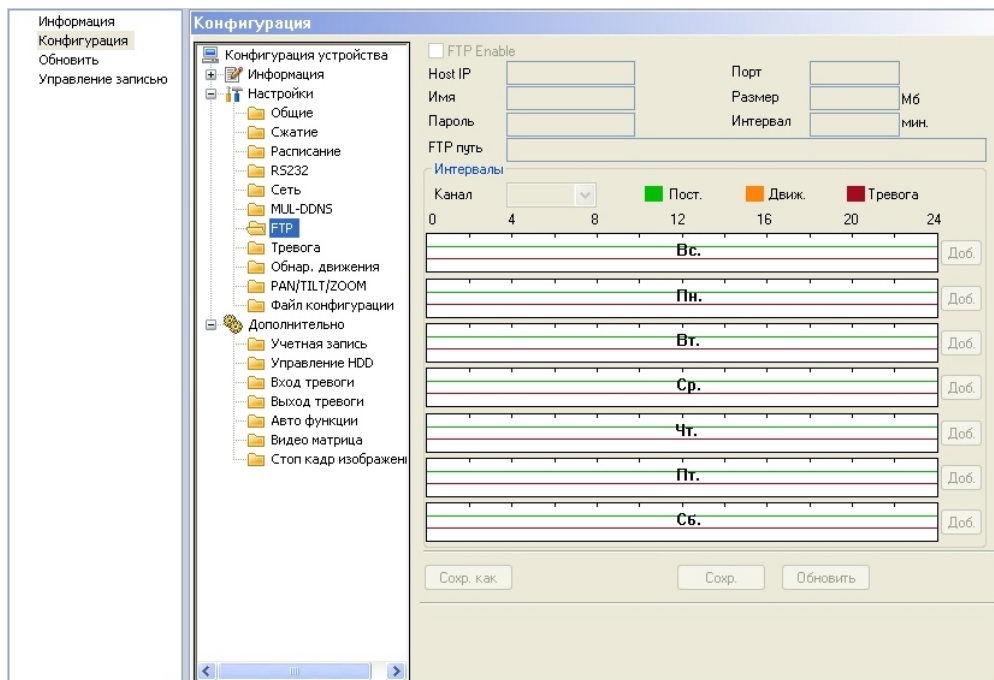 Информация
Конфигурация
Обновить
Управление записью
Конфигурация
Конфигурация устройства
Информация
Настройки
Общие
Сжатие
Расписание
RS232
Сеть
MUL-DDNS
FTP
Тревога
Обнар. движения
PAN/TILT/ZOOM
Файл конфигурации
Дополнительно
Учетная запись
Управление HDD
Вход тревоги
Выход тревоги
Авто функции
Видео матрица
Стоп кадр изображени
FTP Enable
Host IP
Порт
Имя
Размер Мб
Пароль
Интервал мин.
FTP путь
Интервалы
Канал Пост. Движ. Тревога
0 4 8 12 16 20 24
Вс. Доб.
Пн. Доб.
Вт. Доб.
Ср. Доб.
Чт. Доб.
Пт. Доб.
Сб. Доб.
Сохр. как Сохр. Обновить